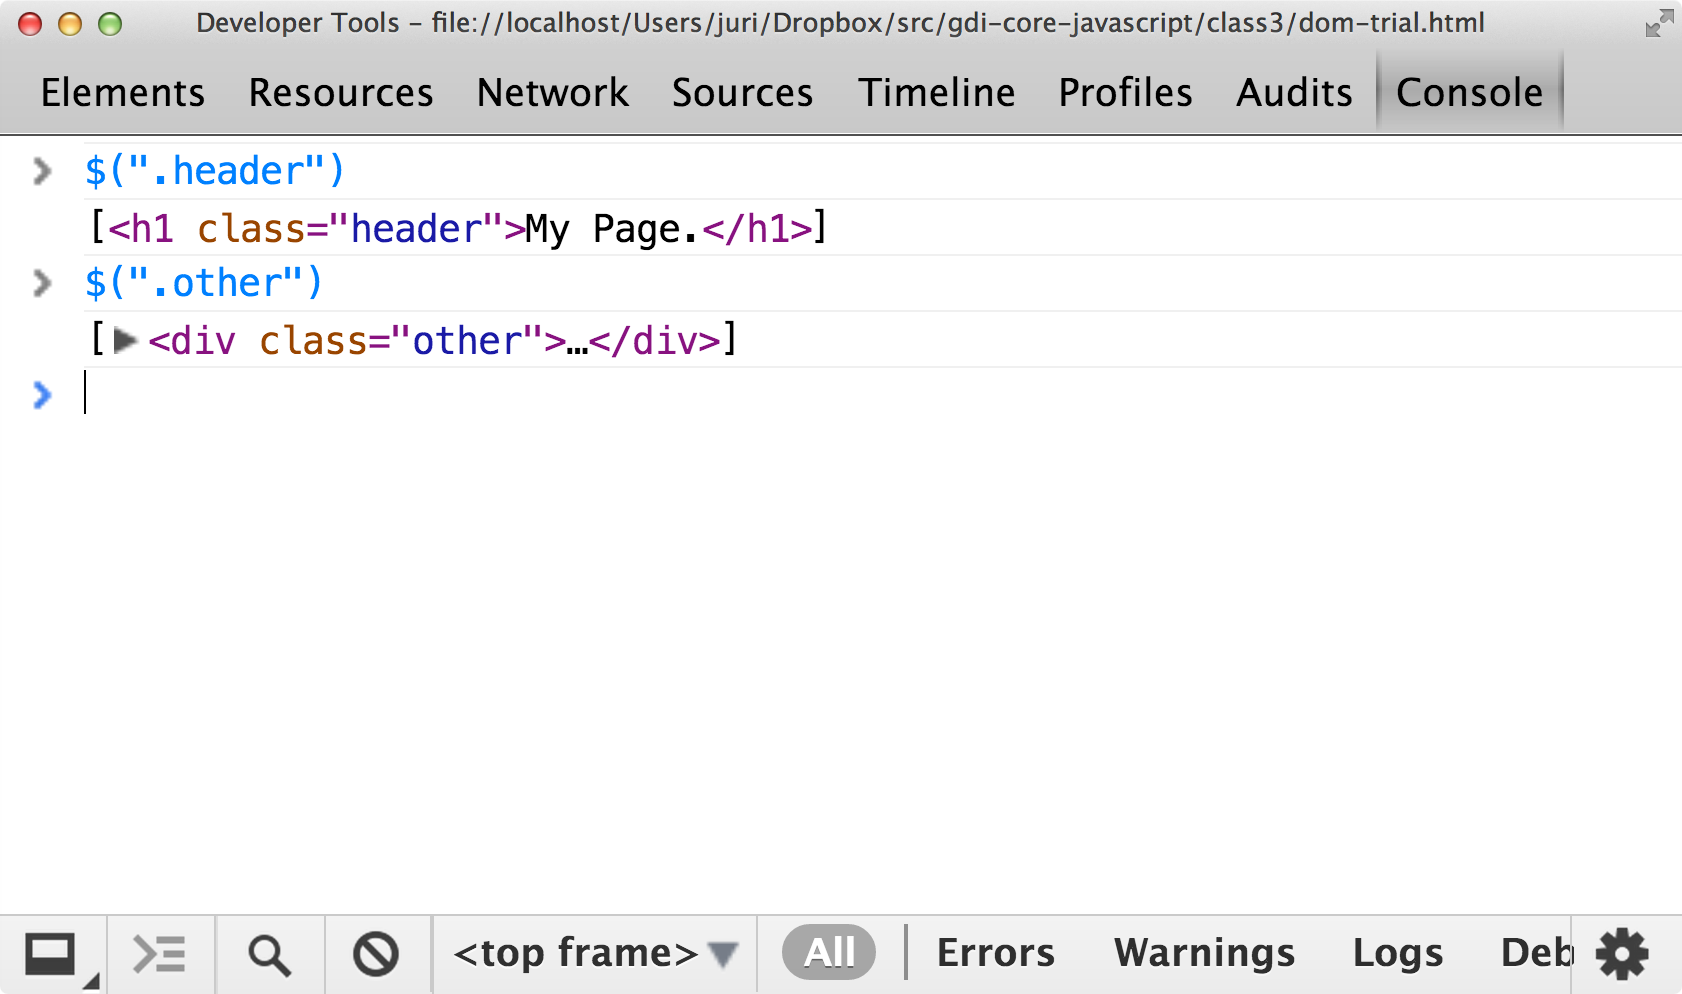 Developer Tools – file://localhost/Users/juri/Dropbox/src/gdi-core-javascript/class3/dom-trial.html
Elements Resources Network Sources Timeline Profiles Audits Console
$(".header")
[<h1 class="header">My Page.</h1>]
$(".other")
[▶<div class="other">…</div>]
<top frame> All Errors Warnings Logs Deb